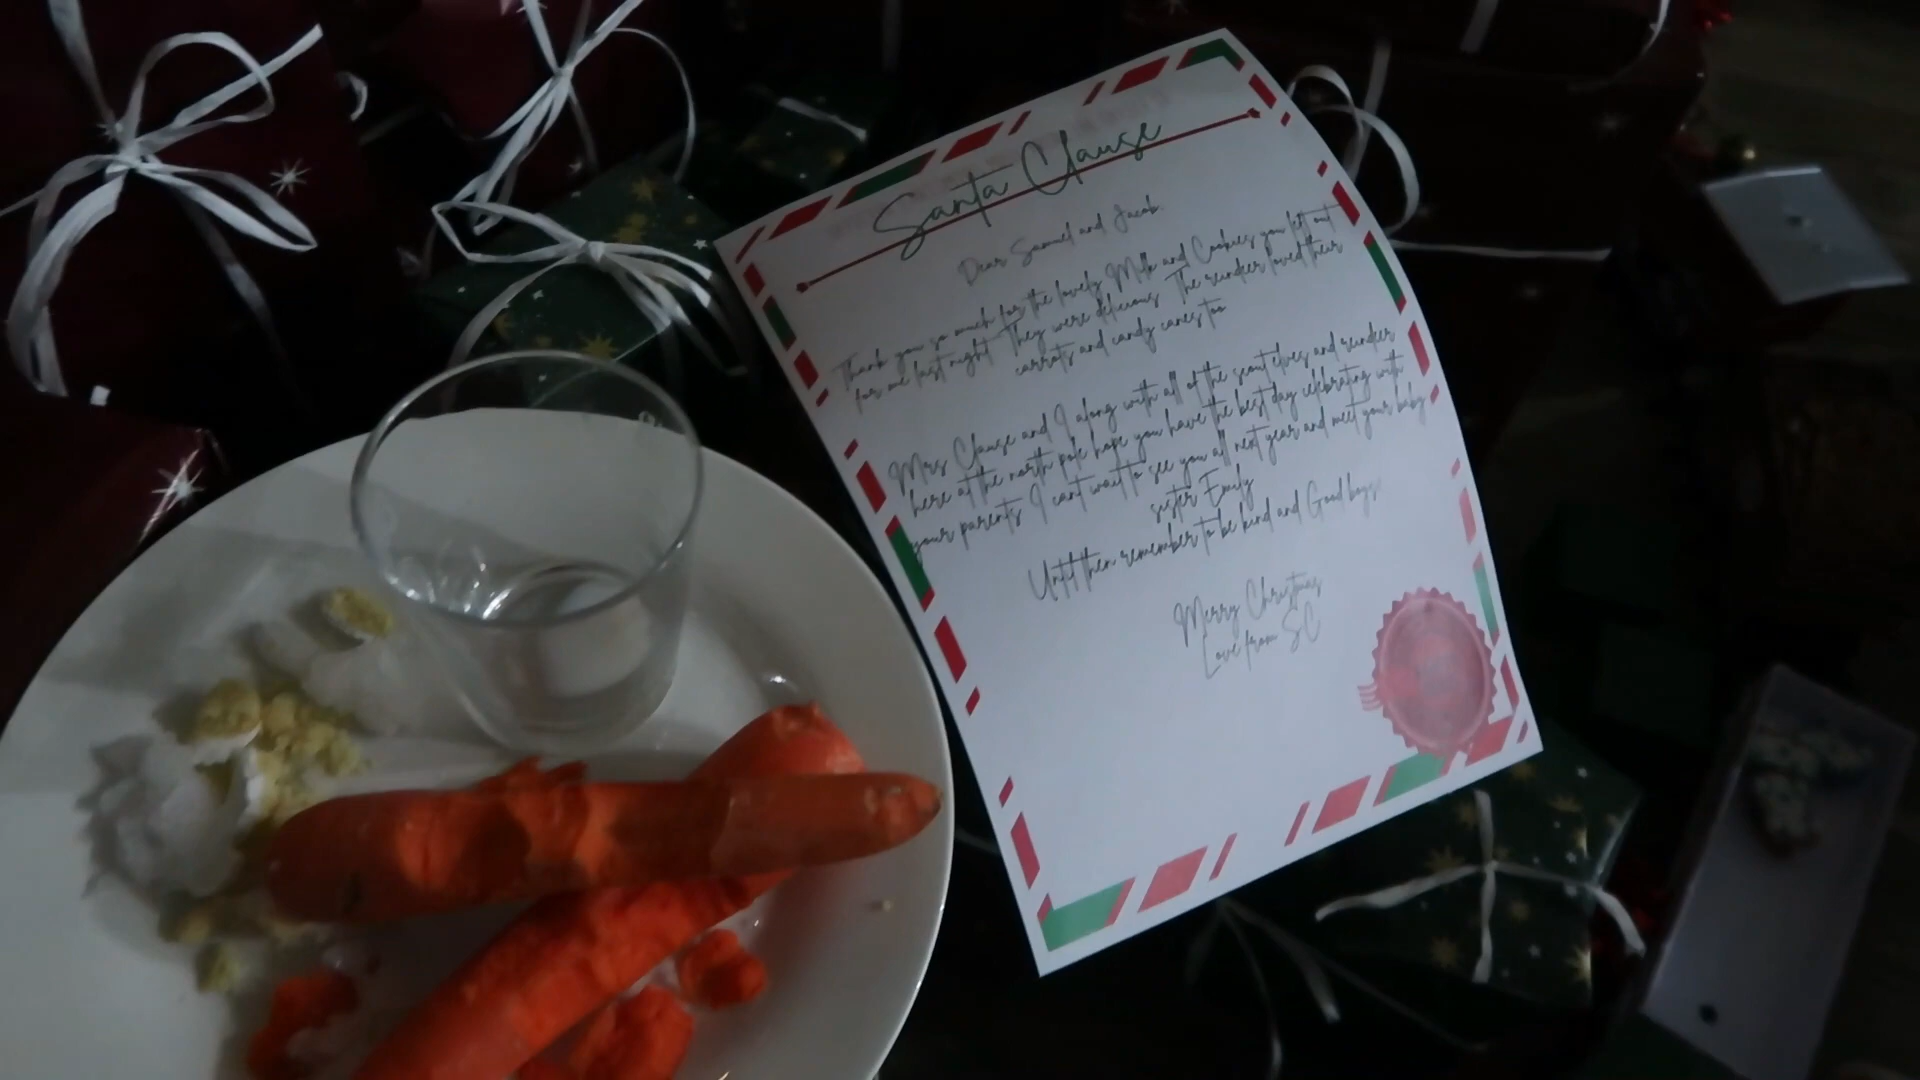 Santa Clause
Dear Samuel and Jacob
Thank you so much for the lovely Milk and Cookies you left out
for me last night They were delicious The reindeer loved their
carrots and candy canes too
Mrs Clause and I along with all of the scout elves and reindeer
here at the north pole hope you have the best day celebrating with
your parents I cant wait to see you all next year and meet your baby
sister Emily
Until then remember to be kind and Good boys
Merry Christmas
Love from SC